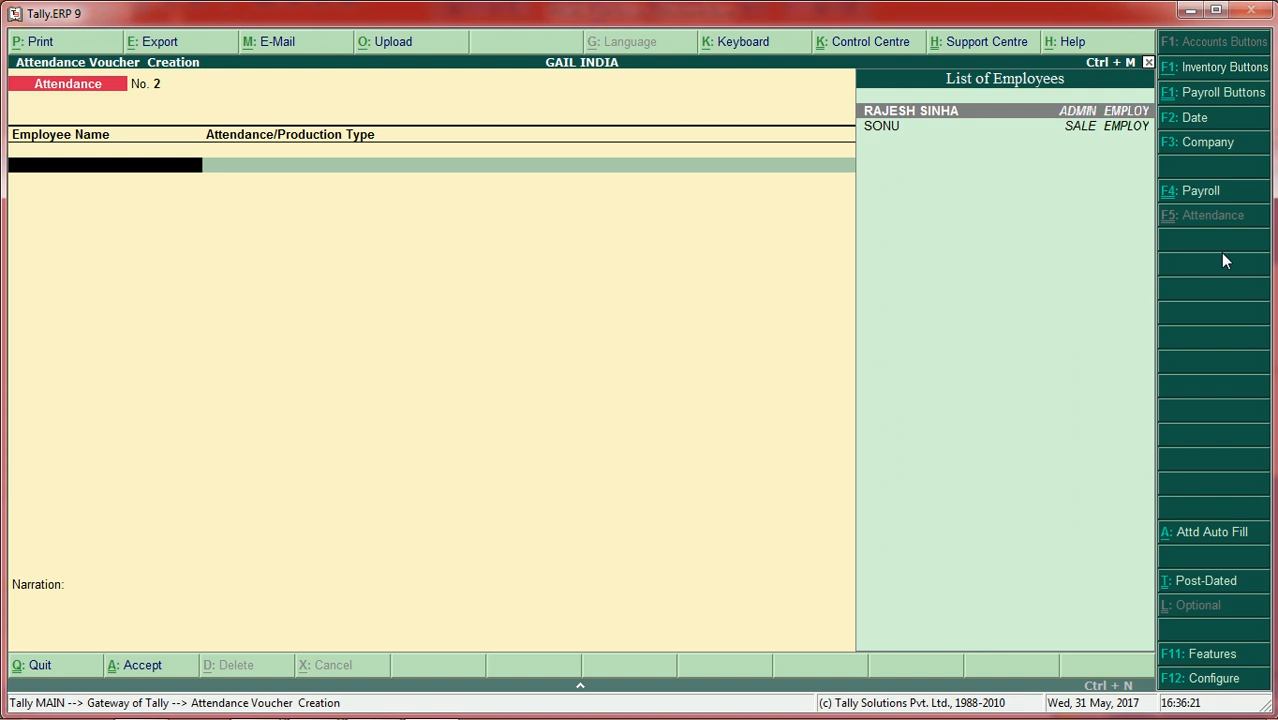 Tally.ERP 9
P: Print
E: Export
M: E-Mail
O: Upload
G: Language
K: Keyboard
K: Control Centre
H: Support Centre
H: Help
Attendance Voucher Creation
GAIL INDIA
Ctrl + M
Attendance
No. 2
Employee Name
Attendance/Production Type
Narration:
List of Employees
RAJESH SINHA
ADMIN EMPLOY
SONU
SALE EMPLOY
F1: Accounts Buttons
F1: Inventory Buttons
F1: Payroll Buttons
F2: Date
F3: Company
F4: Payroll
F5: Attendance
A: Attd Auto Fill
T: Post-Dated
L: Optional
F11: Features
F12: Configure
Q: Quit
A: Accept
D: Delete
X: Cancel
Ctrl + N
Tally MAIN --> Gateway of Tally --> Attendance Voucher Creation
(c) Tally Solutions Pvt. Ltd., 1988-2010
Wed, 31 May, 2017
16:36:21